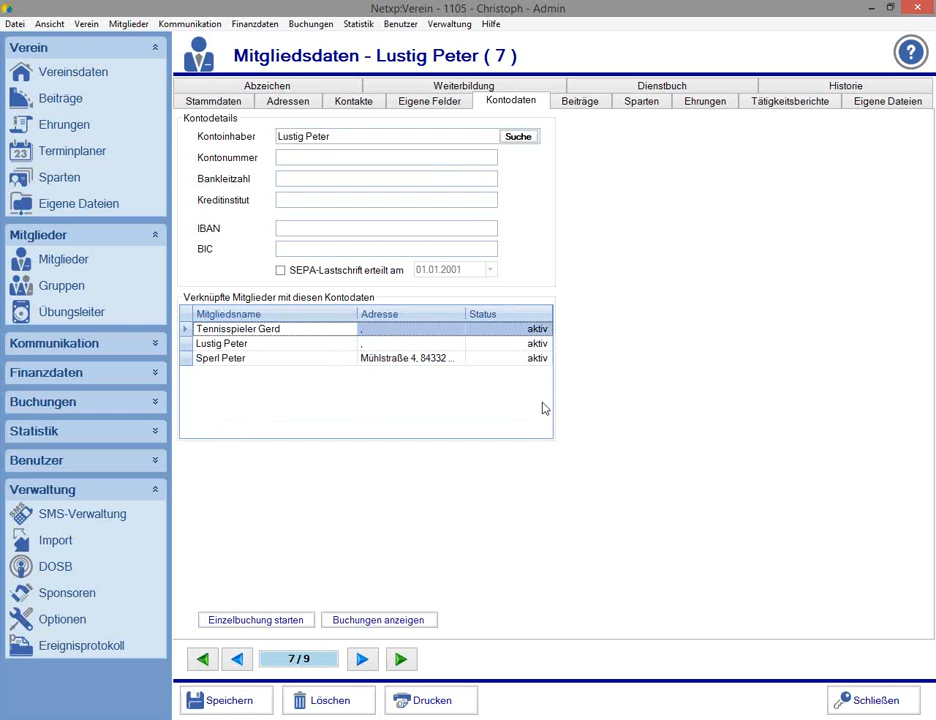 Netxp:Verein - 1105 - Christoph - Admin
Datei Ansicht Verein Mitglieder Kommunikation Finanzdaten Buchungen Statistik Benutzer Verwaltung Hilfe
Verein
Vereinsdaten
Beiträge
Ehrungen
23 Terminplaner
Sparten
Eigene Dateien
Mitglieder
Mitglieder
Gruppen
Übungsleiter
Kommunikation
Finanzdaten
Buchungen
Statistik
Benutzer
Verwaltung
SMS-Verwaltung
Import
DOSB
Sponsoren
Optionen
Ereignisprotokoll
Mitgliedsdaten - Lustig Peter ( 7 )
?
Abzeichen Weiterbildung Dienstbuch Historie
Stammdaten Adressen Kontakte Eigene Felder Kontodaten Beiträge Sparten Ehrungen Tätigkeitsberichte Eigene Dateien
Kontodetails
Kontoinhaber Lustig Peter Suche
Kontonummer
Bankleitzahl
Kreditinstitut
IBAN
BIC
SEPA-Lastschrift erteilt am 01.01.2001
Verknüpfte Mitglieder mit diesen Kontodaten
Mitgliedsname Adresse Status
Tennisspieler Gerd , aktiv
Lustig Peter , aktiv
Sperl Peter Mühlstraße 4, 84332 ... aktiv
Einzelbuchung starten Buchungen anzeigen
7 / 9
Speichern Löschen Drucken Schließen